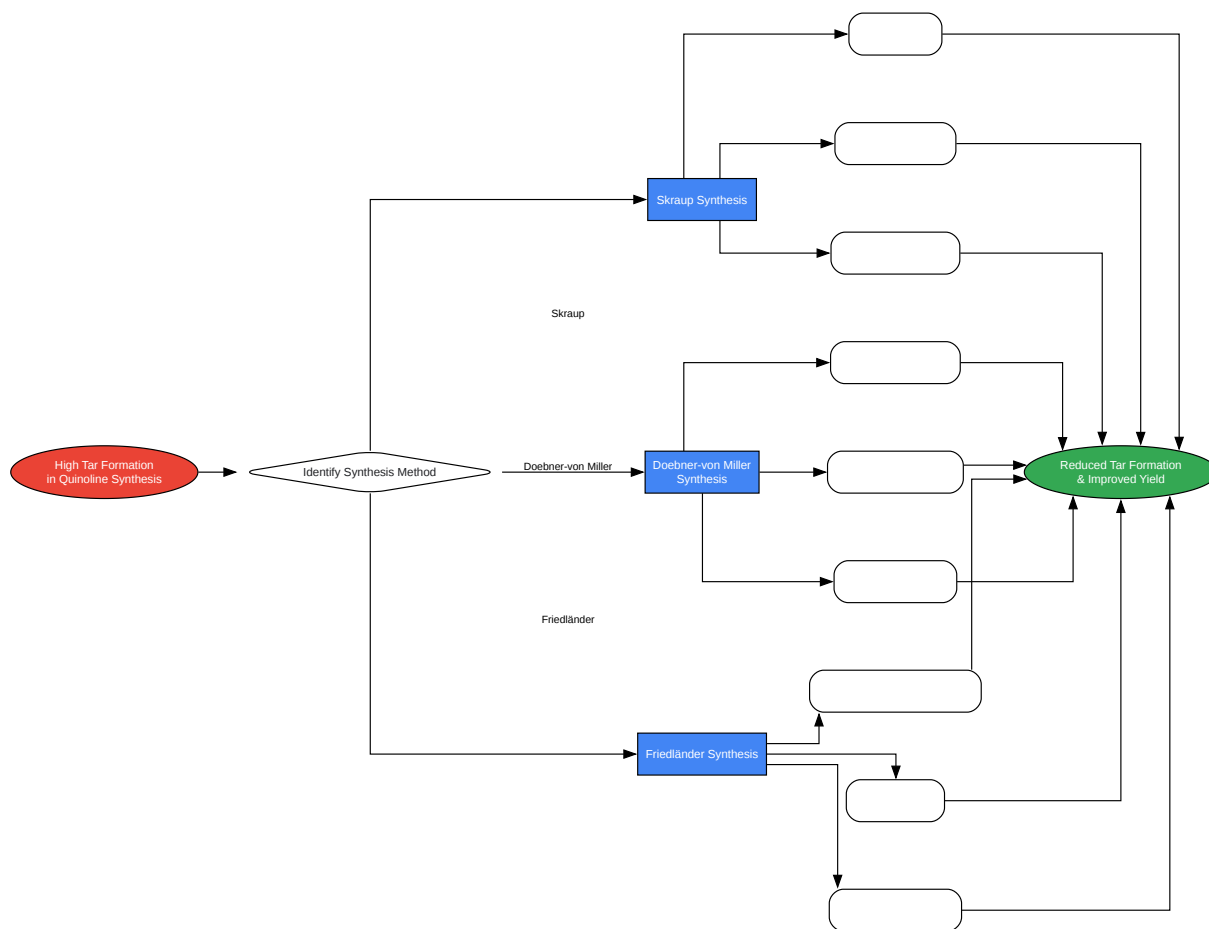 Skraup Synthesis
Skraup
High Tar Formation
in Quinoline Synthesis
Identify Synthesis Method
Doebner-von Miller
Doebner-von Miller
Synthesis
Reduced Tar Formation
& Improved Yield
Friedländer
Friedländer Synthesis